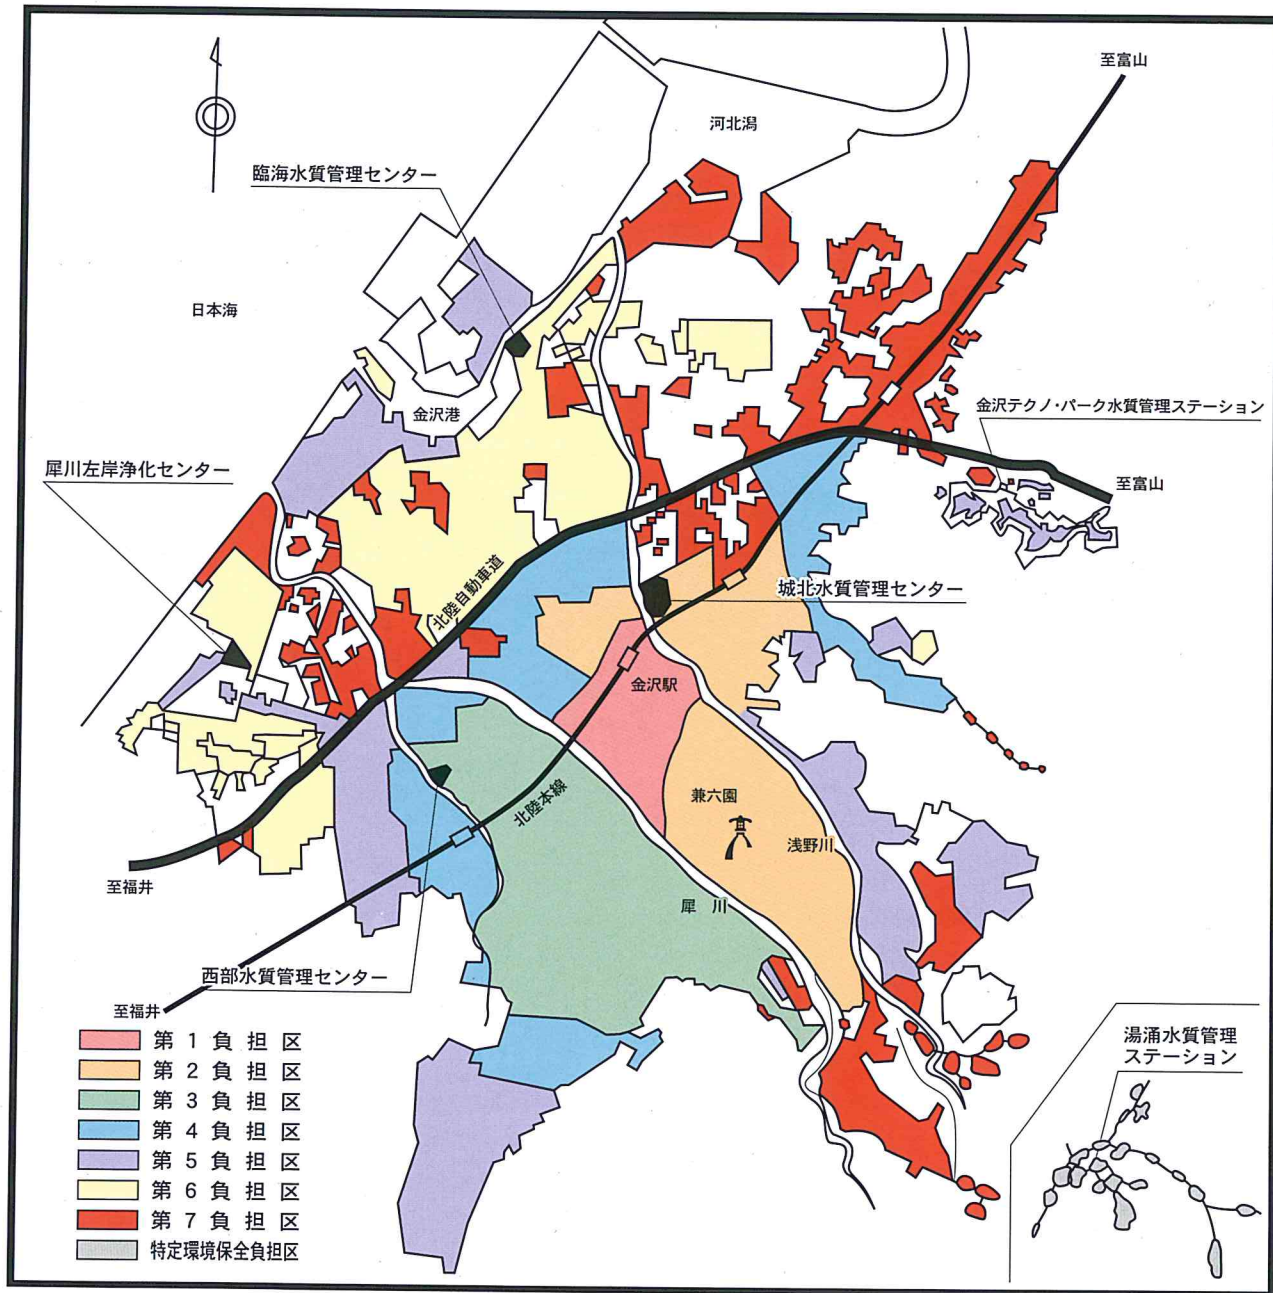 至富山
河北潟
臨海水質管理センター
日本海
金沢港
金沢テクノ・パーク水質管理ステーション
犀川左岸浄化センター
至富山
北陸自動車道
城北水質管理センター
金沢駅
北陸本線
兼六園
浅野川
至福井
犀川
西部水質管理センター
至福井
第1負担区
第2負担区
第3負担区
第4負担区
第5負担区
第6負担区
第7負担区
特定環境保全負担区
湯涌水質管理
ステーション